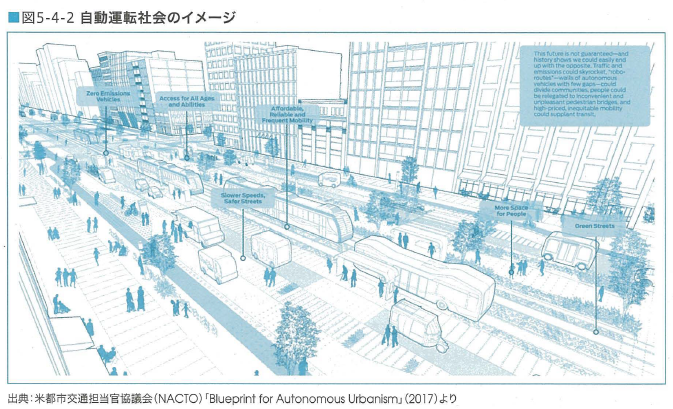 ■図5-4-2 自動運転社会のイメージ
This future is not guaranteed—and
history shows we could easily end
up with the opposite. Traffic and
emissions could skyrocket, "robo-
routes"—walls of autonomous
vehicles with few gaps—could
divide communities, people could
be relegated to inconvenient and
unpleasant pedestrian bridges, and
high-priced, inequitable mobility
could supplant transit.
Zero Emissions
Vehicles
Access for All Ages
and Abilities
Affordable,
Reliable and
Frequent Mobility
Slower Speeds,
Safer Streets
More Space
for People
Green Streets
出典：米都市交通担当官協議会(NACTO)「Blueprint for Autonomous Urbanism」(2017)より